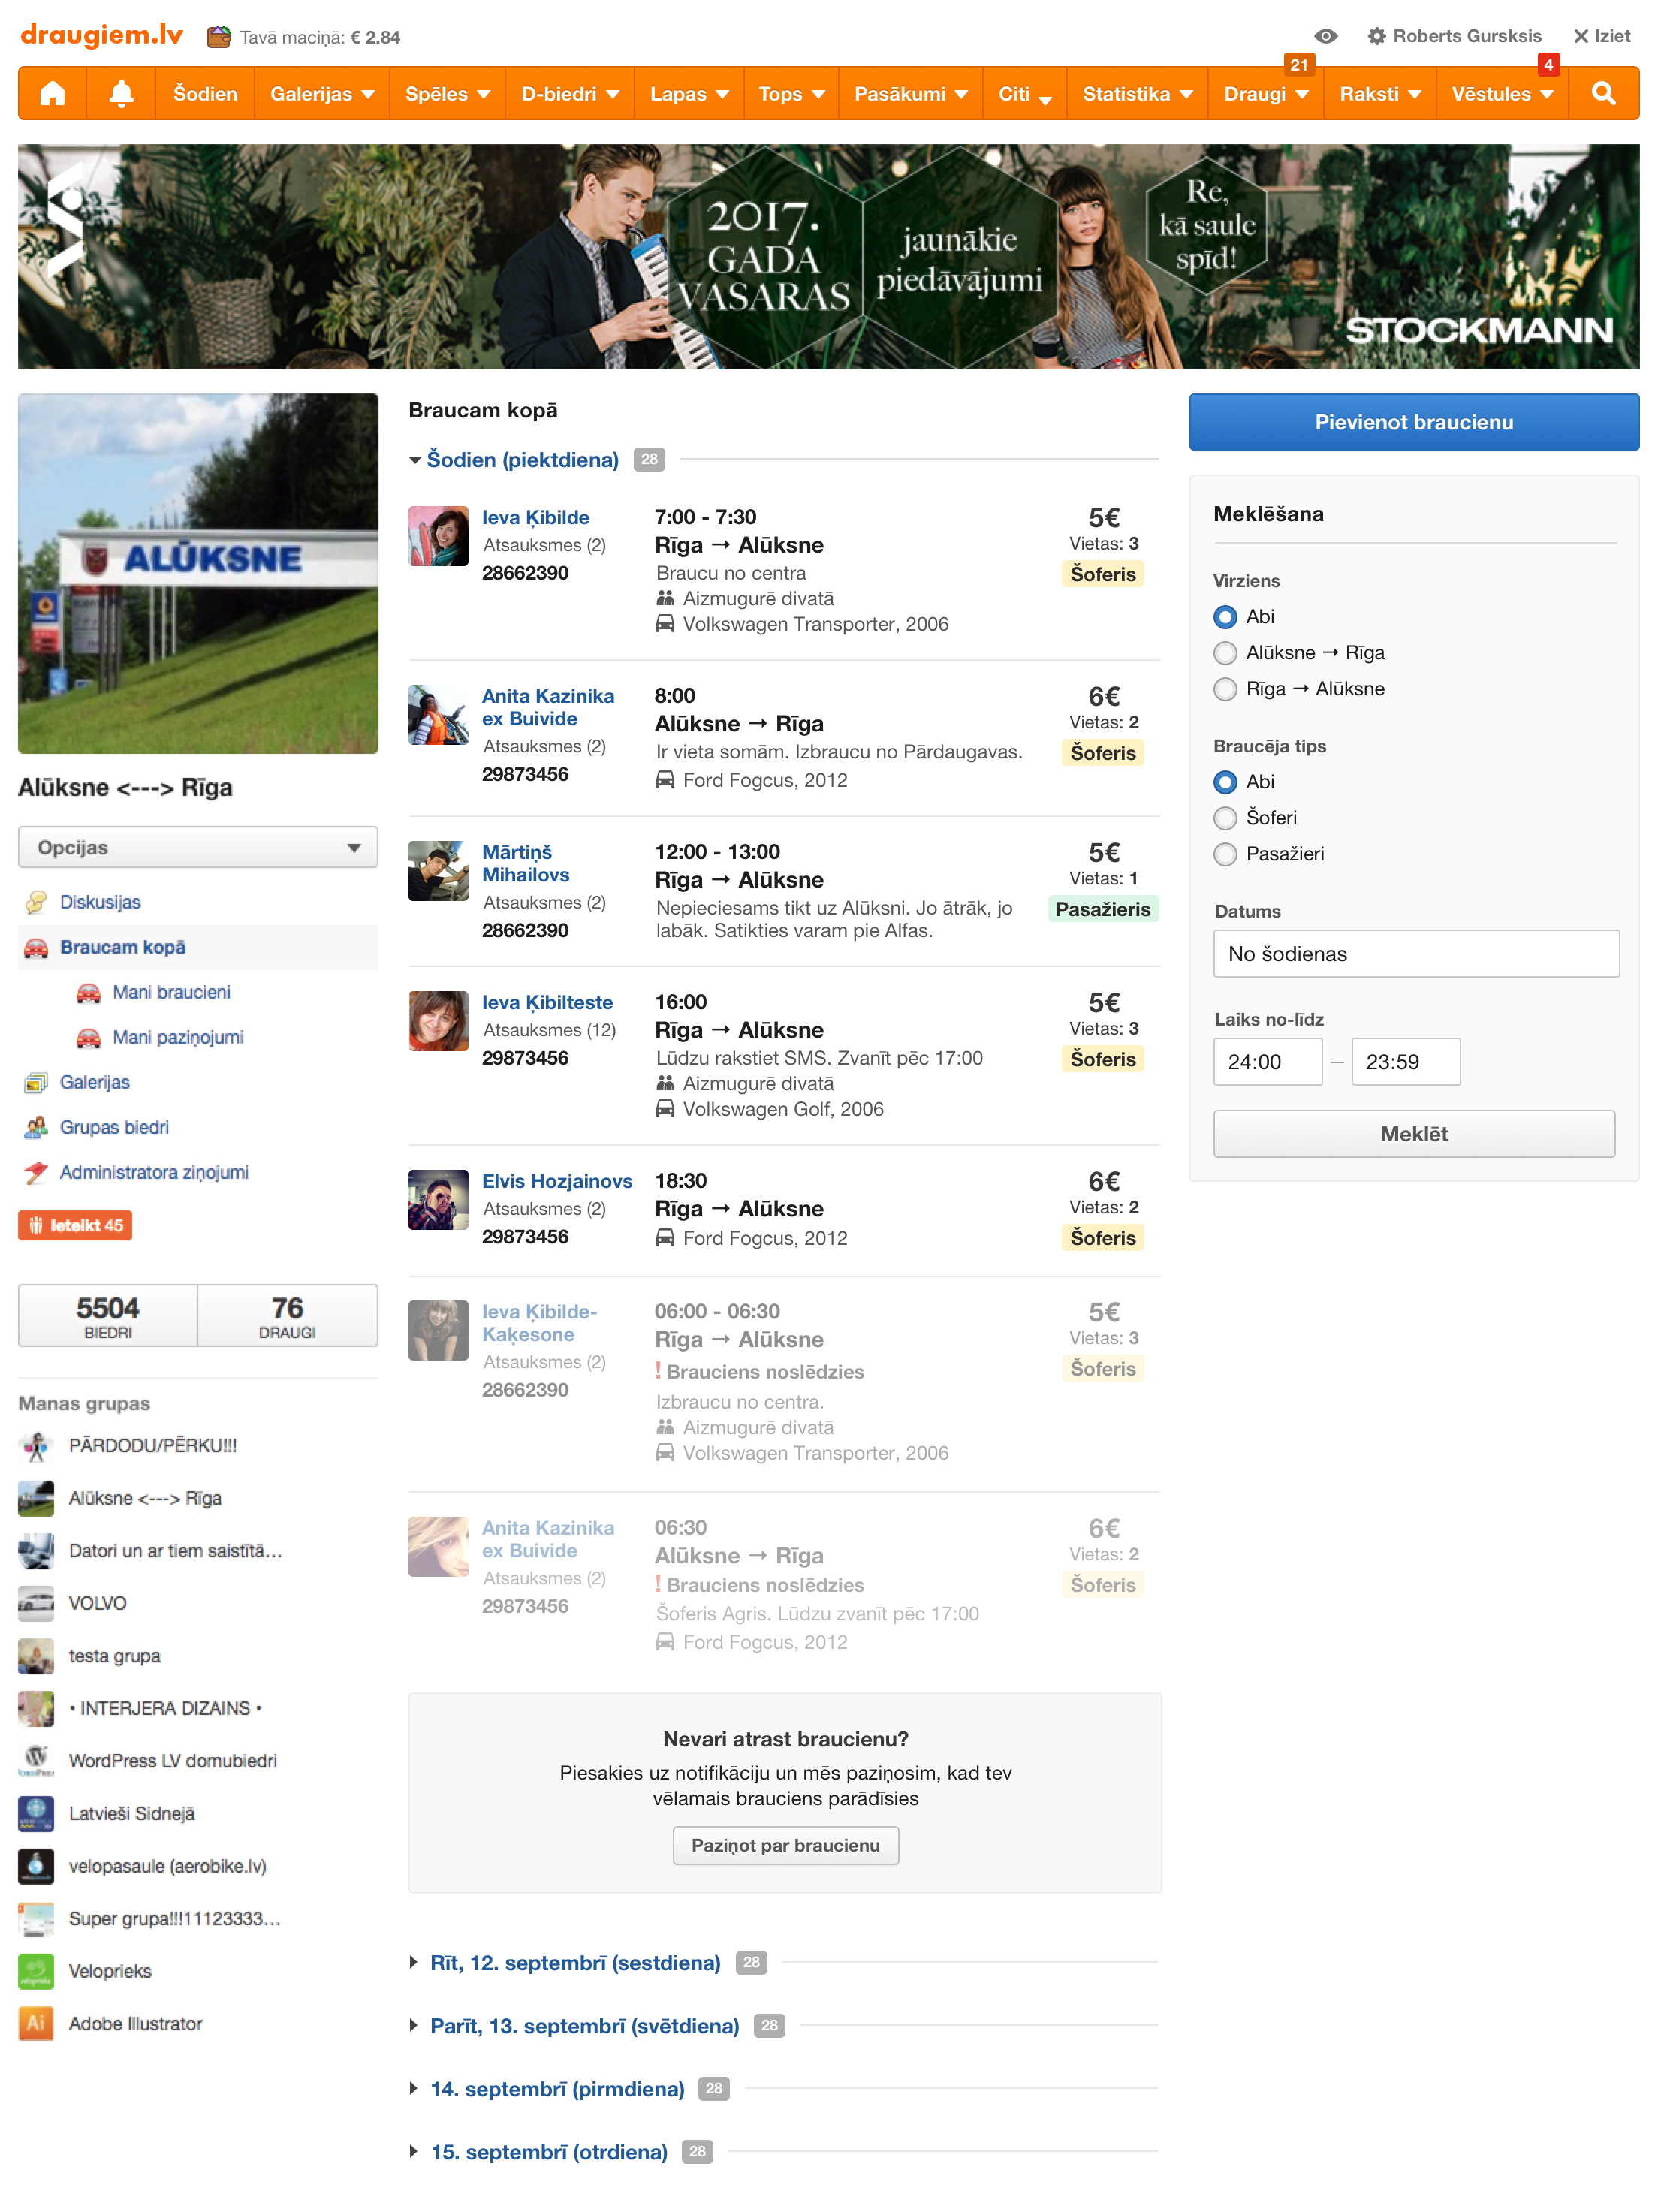 draugiem.lv
Tavā maciņā: € 2.84
Roberts Gursksis
Iziet
21
4
Šodien
Galerijas
Spēles
D-biedri
Lapas
Tops
Pasākumi
Citi
Statistika
Draugi
Raksti
Vēstules
2017.
GADA
VASARAS
jaunākie
piedāvājumi
Re,
kā saule
spīd!
STOCKMANN
ALŪKSNE
Alūksne <---> Rīga
Opcijas
Diskusijas
Braucam kopā
Mani braucieni
Mani paziņojumi
Galerijas
Grupas biedri
Administratora ziņojumi
Ieteikt 45
5504
BIEDRI
76
DRAUGI
Manas grupas
PĀRDODU/PĒRKU!!!
Alūksne <---> Rīga
Datori un ar tiem saistītā...
VOLVO
testa grupa
• INTERJERA DIZAINS •
WordPress LV domubiedri
Latvieši Sidnejā
velopasaule (aerobike.lv)
Super grupa!!!11123333...
Veloprieks
Ai
Adobe Illustrator
Braucam kopā
Šodien (piektdiena) 28
Ieva Ķibilde
Atsauksmes (2)
28662390
7:00 - 7:30
Rīga → Alūksne
Braucu no centra
Aizmugurē divatā
Volkswagen Transporter, 2006
5€
Vietas: 3
Šoferis
Anita Kazinika
ex Buivide
Atsauksmes (2)
29873456
8:00
Alūksne → Rīga
Ir vieta somām. Izbraucu no Pārdaugavas.
Ford Fogcus, 2012
6€
Vietas: 2
Šoferis
Mārtiņš
Mihailovs
Atsauksmes (2)
28662390
12:00 - 13:00
Rīga → Alūksne
Nepieciesams tikt uz Alūksni. Jo ātrāk, jo
labāk. Satikties varam pie Alfas.
5€
Vietas: 1
Pasažieris
Ieva Ķibilteste
Atsauksmes (12)
29873456
16:00
Rīga → Alūksne
Lūdzu rakstiet SMS. Zvanīt pēc 17:00
Aizmugurē divatā
Volkswagen Golf, 2006
5€
Vietas: 3
Šoferis
Elvis Hozjainovs
Atsauksmes (2)
29873456
18:30
Rīga → Alūksne
Ford Fogcus, 2012
6€
Vietas: 2
Šoferis
Ieva Ķibilde-
Kaķesone
Atsauksmes (2)
28662390
06:00 - 06:30
Rīga → Alūksne
! Brauciens noslēdzies
Izbraucu no centra.
Aizmugurē divatā
Volkswagen Transporter, 2006
5€
Vietas: 3
Šoferis
Anita Kazinika
ex Buivide
Atsauksmes (2)
29873456
06:30
Alūksne → Rīga
! Brauciens noslēdzies
Šoferis Agris. Lūdzu zvanīt pēc 17:00
Ford Fogcus, 2012
6€
Vietas: 2
Šoferis
Nevari atrast braucienu?
Piesakies uz notifikāciju un mēs paziņosim, kad tev
vēlamais brauciens parādīsies
Paziņot par braucienu
Rīt, 12. septembrī (sestdiena) 28
Parīt, 13. septembrī (svētdiena) 28
14. septembrī (pirmdiena) 28
15. septembrī (otrdiena) 28
Pievienot braucienu
Meklēšana
Virziens
Abi
Alūksne → Rīga
Rīga → Alūksne
Braucēja tips
Abi
Šoferi
Pasažieri
Datums
No šodienas
Laiks no-līdz
24:00 – 23:59
Meklēt